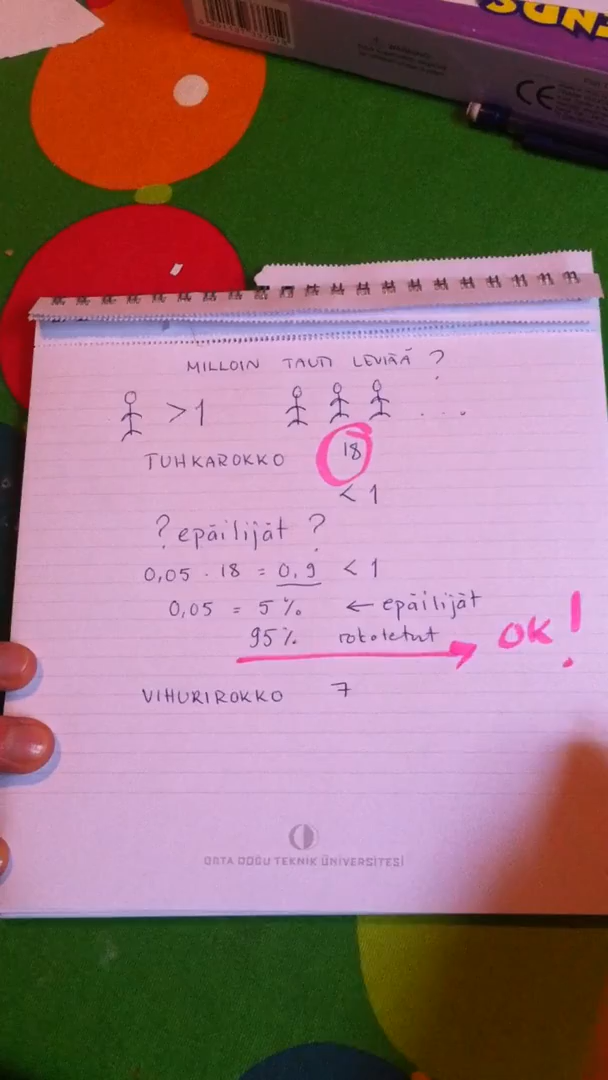 CE
MILLOIN TAUTI LEVIÄÄ ?
>1 ...
TUHKAROKKO 18
< 1
? epäilijät ?
0,05 · 18 = 0,9 < 1
0,05 = 5% ← epäilijät
95% rokotetut → OK!
VIHURIROKKO 7
ORTA DOĞU TEKNİK ÜNİVERSİTESİ